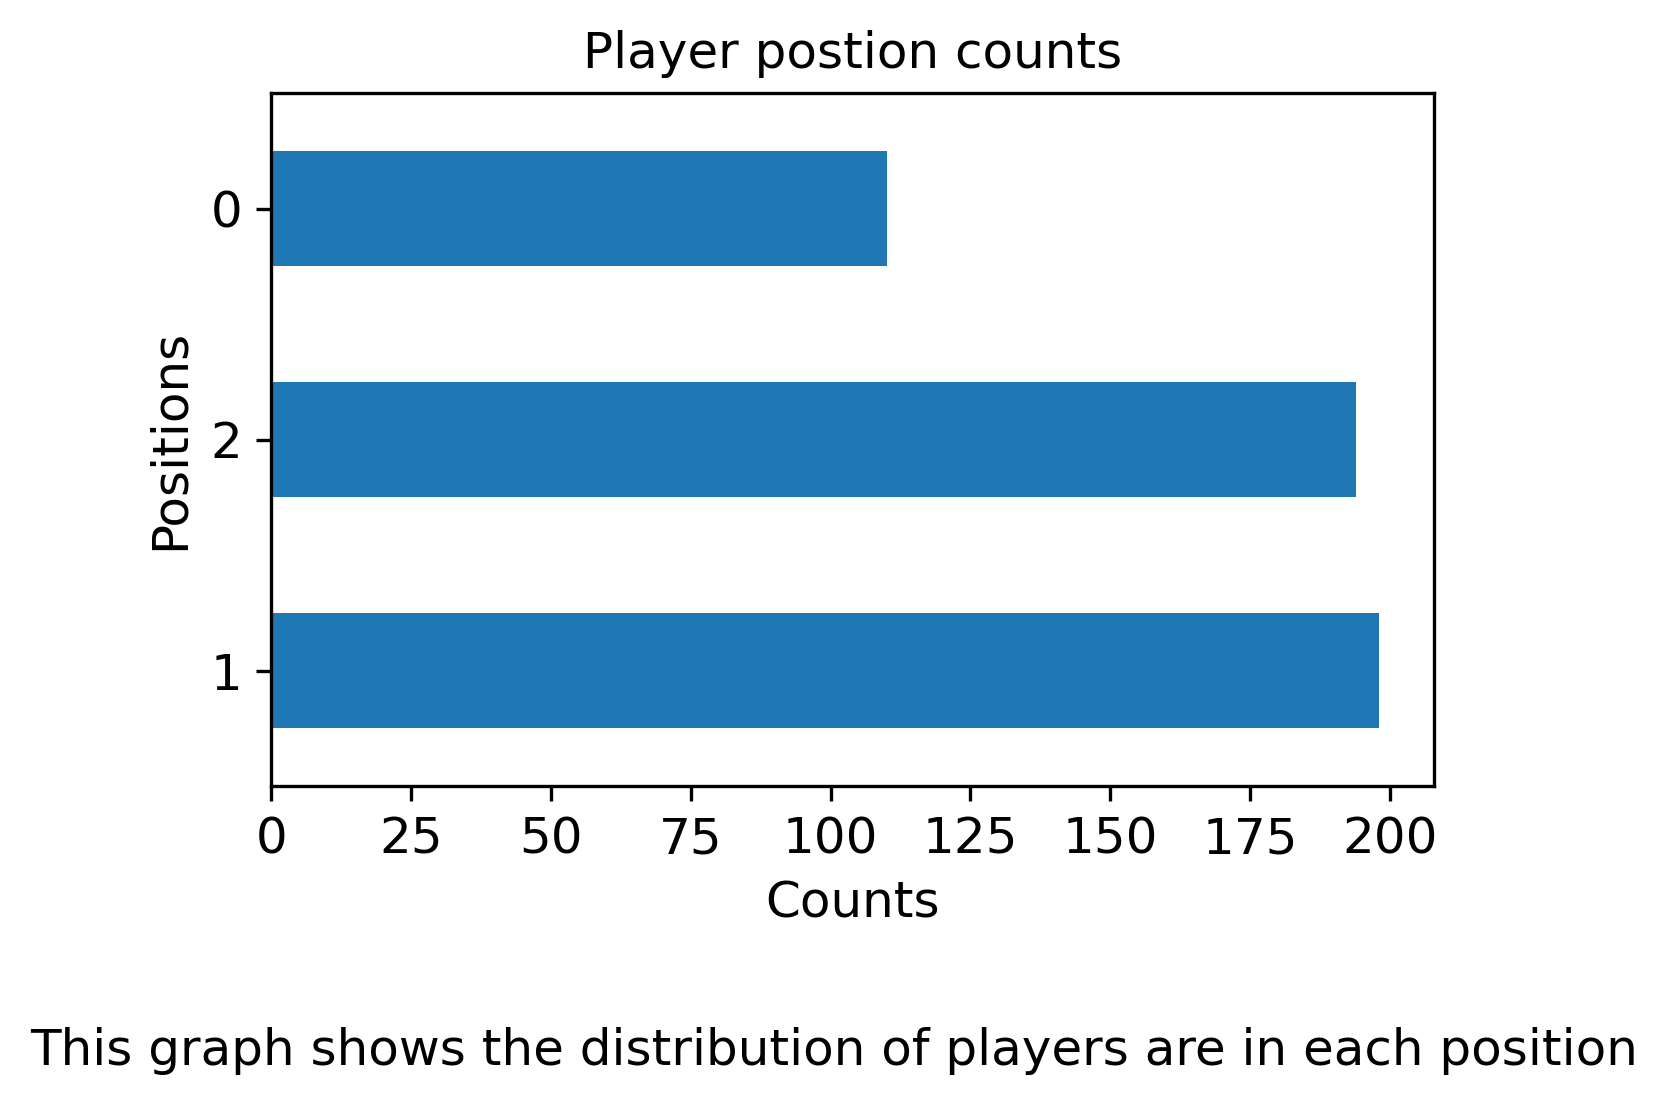 Player postion counts
0
2
1
Positions
0 25 50 75 100 125 150 175 200
Counts
This graph shows the distribution of players are in each position